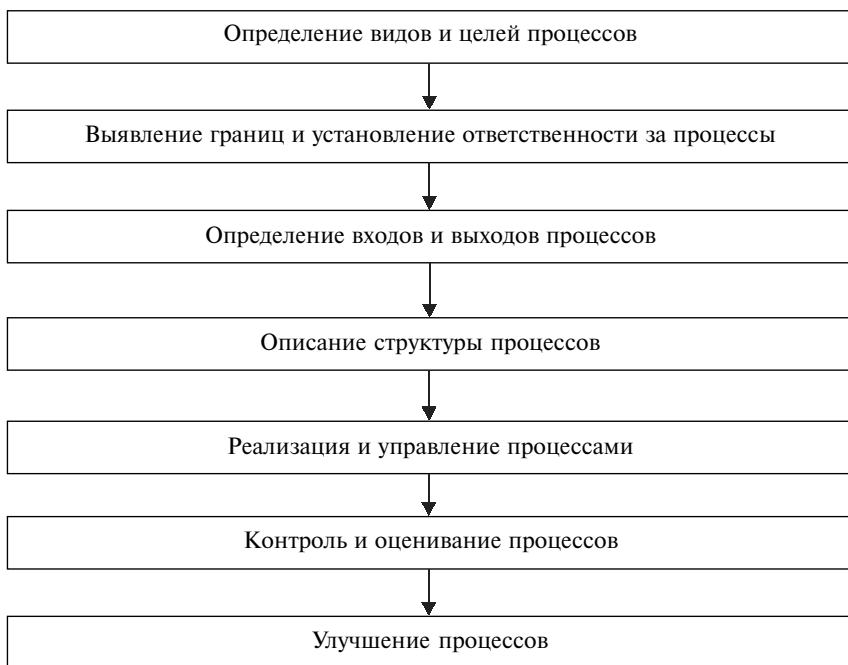 Определение видов и целей процессов
Выявление границ и установление ответственности за процессы
Определение входов и выходов процессов
Описание структуры процессов
Реализация и управление процессами
Контроль и оценивание процессов
Улучшение процессов